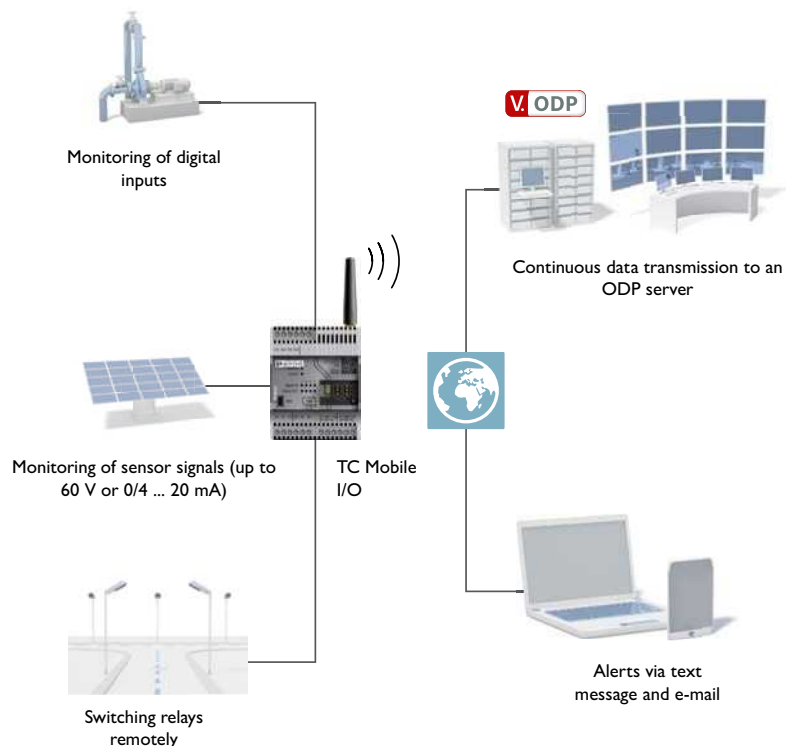 Monitoring of digital
inputs
V. ODP
Continuous data transmission to an
ODP server
Monitoring of sensor signals (up to
60 V or 0/4 ... 20 mA)
TC Mobile
I/O
Switching relays
remotely
Alerts via text
message and e-mail